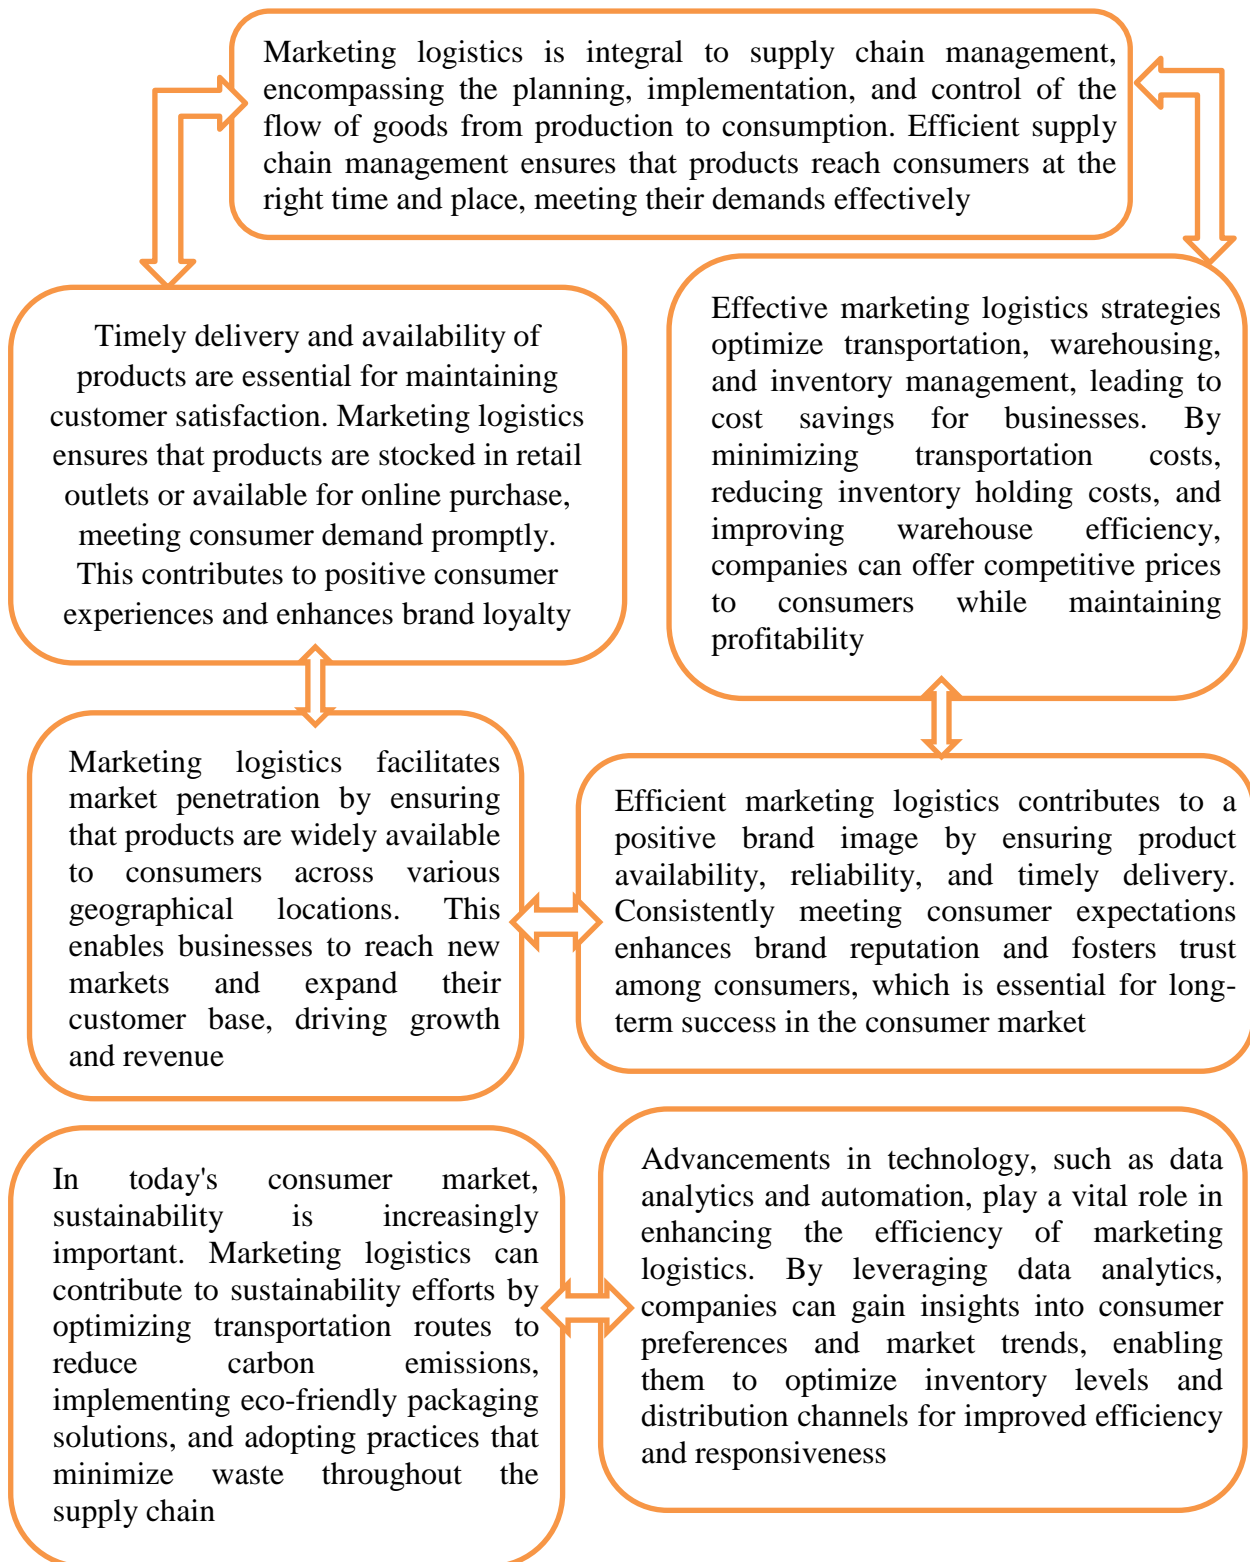 Marketing logistics is integral to supply chain management,
encompassing the planning, implementation, and control of the
flow of goods from production to consumption. Efficient supply
chain management ensures that products reach consumers at the
right time and place, meeting their demands effectively
Timely delivery and availability of
products are essential for maintaining
customer satisfaction. Marketing logistics
ensures that products are stocked in retail
outlets or available for online purchase,
meeting consumer demand promptly.
This contributes to positive consumer
experiences and enhances brand loyalty
Effective marketing logistics strategies
optimize transportation, warehousing,
and inventory management, leading to
cost savings for businesses. By
minimizing transportation costs,
reducing inventory holding costs, and
improving warehouse efficiency,
companies can offer competitive prices
to consumers while maintaining
profitability
Marketing logistics facilitates
market penetration by ensuring
that products are widely available
to consumers across various
geographical locations. This
enables businesses to reach new
markets and expand their
customer base, driving growth
and revenue
Efficient marketing logistics contributes to a
positive brand image by ensuring product
availability, reliability, and timely delivery.
Consistently meeting consumer expectations
enhances brand reputation and fosters trust
among consumers, which is essential for long-
term success in the consumer market
In today's consumer market,
sustainability is increasingly
important. Marketing logistics can
contribute to sustainability efforts by
optimizing transportation routes to
reduce carbon emissions,
implementing eco-friendly packaging
solutions, and adopting practices that
minimize waste throughout the
supply chain
Advancements in technology, such as data
analytics and automation, play a vital role in
enhancing the efficiency of marketing
logistics. By leveraging data analytics,
companies can gain insights into consumer
preferences and market trends, enabling
them to optimize inventory levels and
distribution channels for improved efficiency
and responsiveness